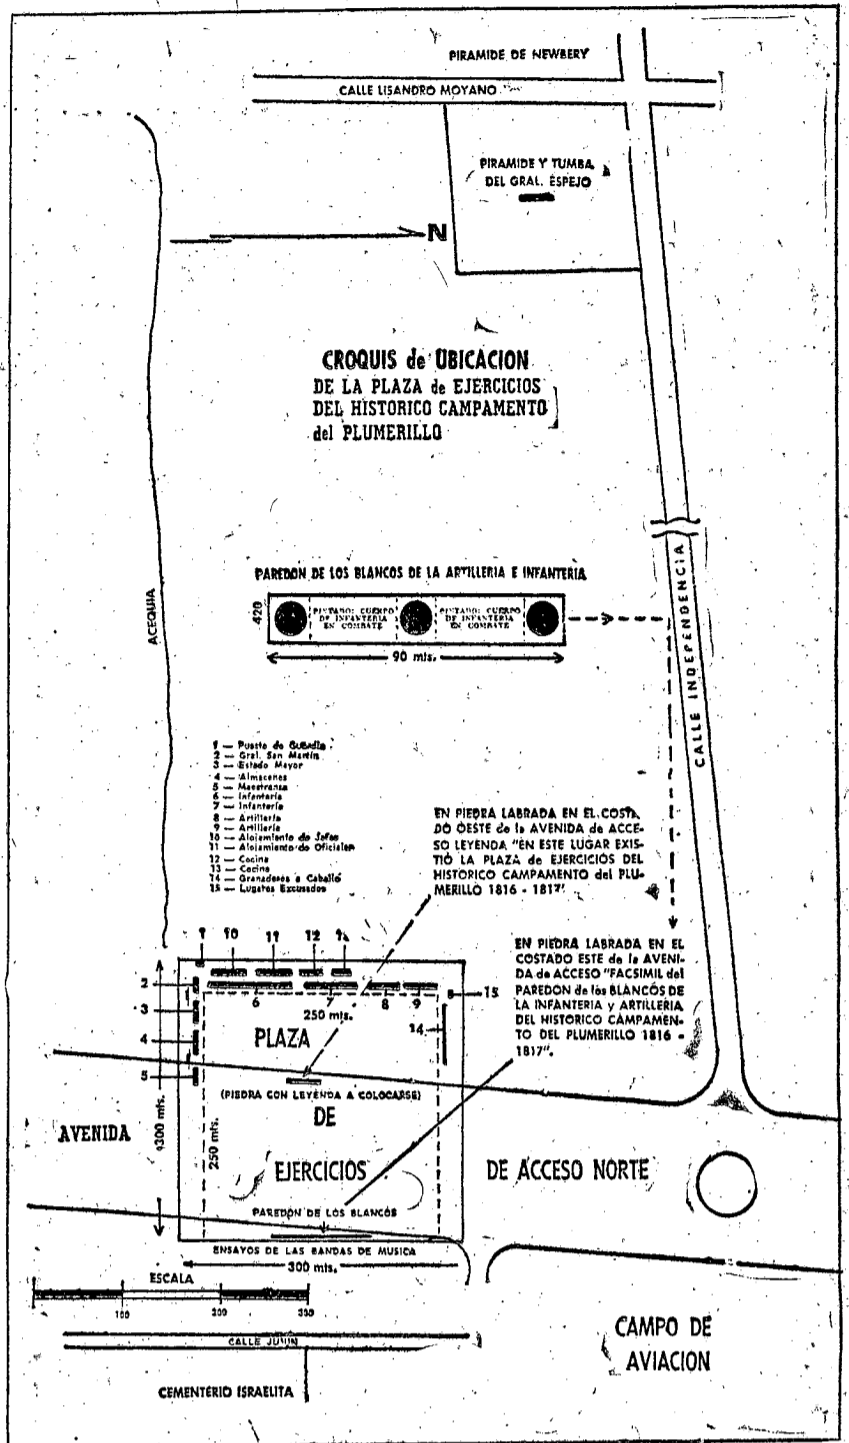 PIRAMIDE DE NEWBERY
CALLE LISANDRO MOYANO
PIRAMIDE Y TUMBA
DEL GRAL. ESPEJO
N
CROQUIS de UBICACION
DE LA PLAZA de EJERCICIOS
DEL HISTORICO CAMPAMENTO
del PLUMERILLO
ACEQUIA
CALLE INDEPENDENCIA
PAREDON DE LOS BLANCOS DE LA ARTILLERIA E INFANTERIA
420
PINTADO: CUERPO
DE INFANTERIA
EN COMBATE
PINTADO: CUERPO
DE INFANTERIA
EN COMBATE
90 mts.
1 — Puesto de Guardia
2 — Gral. San Martín
3 — Estado Mayor
4 — Almacenes
5 — Maestranza
6 — Infantería
7 — Infantería
8 — Artillería
9 — Artillería
10 — Alojamiento de Jefes
11 — Alojamiento de Oficiales
12 — Cocina
13 — Cocina
14 — Granaderos a Caballo
15 — Lugares Excusados
EN PIEDRA LABRADA EN EL COSTA
DO OESTE de la AVENIDA de ACCE-
SO LEYENDA "EN ESTE LUGAR EXIS-
TIÓ LA PLAZA de EJERCICIOS DEL
HISTORICO CAMPAMENTO del PLU-
MERILLO 1816 - 1817".
EN PIEDRA LABRADA EN EL
COSTADO ESTE de la AVENI-
DA de ACCESO "FACSIMIL del
PAREDON de los BLANCOS DE
LA INFANTERIA y ARTILLERIA
DEL HISTORICO CAMPAMEN-
TO DEL PLUMERILLO 1816 -
1817".
10 11 12
2
6 7 8 9
15
3
250 mts.
14
4
PLAZA
5
(PIEDRA CON LEYENDA A COLOCARSE)
DE
AVENIDA
300 mts.
250 mts.
EJERCICIOS
DE ACCESO NORTE
PAREDON DE LOS BLANCOS
ENSAYOS DE LAS BANDAS DE MUSICA
300 mts.
ESCALA
100 200
CALLE JUNIN
CEMENTERIO ISRAELITA
CAMPO DE
AVIACION